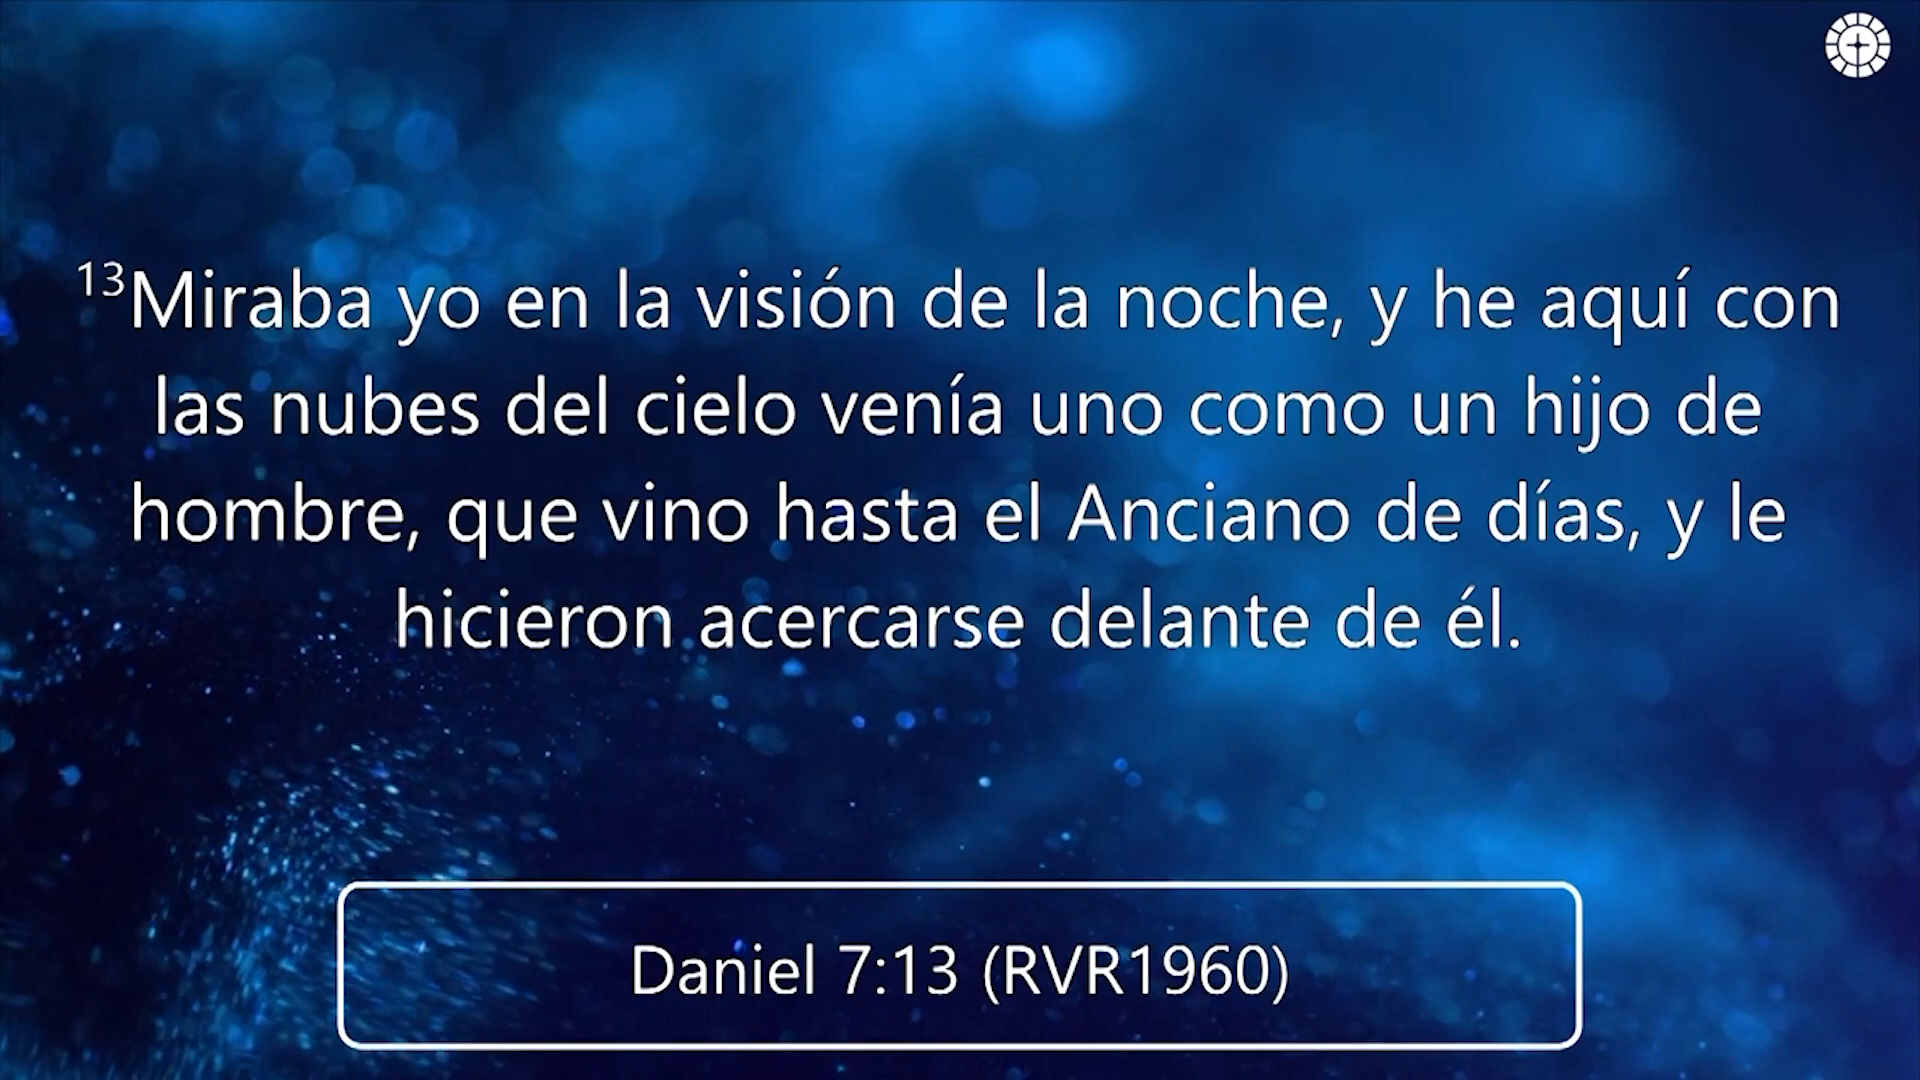 ¹³Miraba yo en la visión de la noche, y he aquí con
las nubes del cielo venía uno como un hijo de
hombre, que vino hasta el Anciano de días, y le
hicieron acercarse delante de él.
Daniel 7:13 (RVR1960)